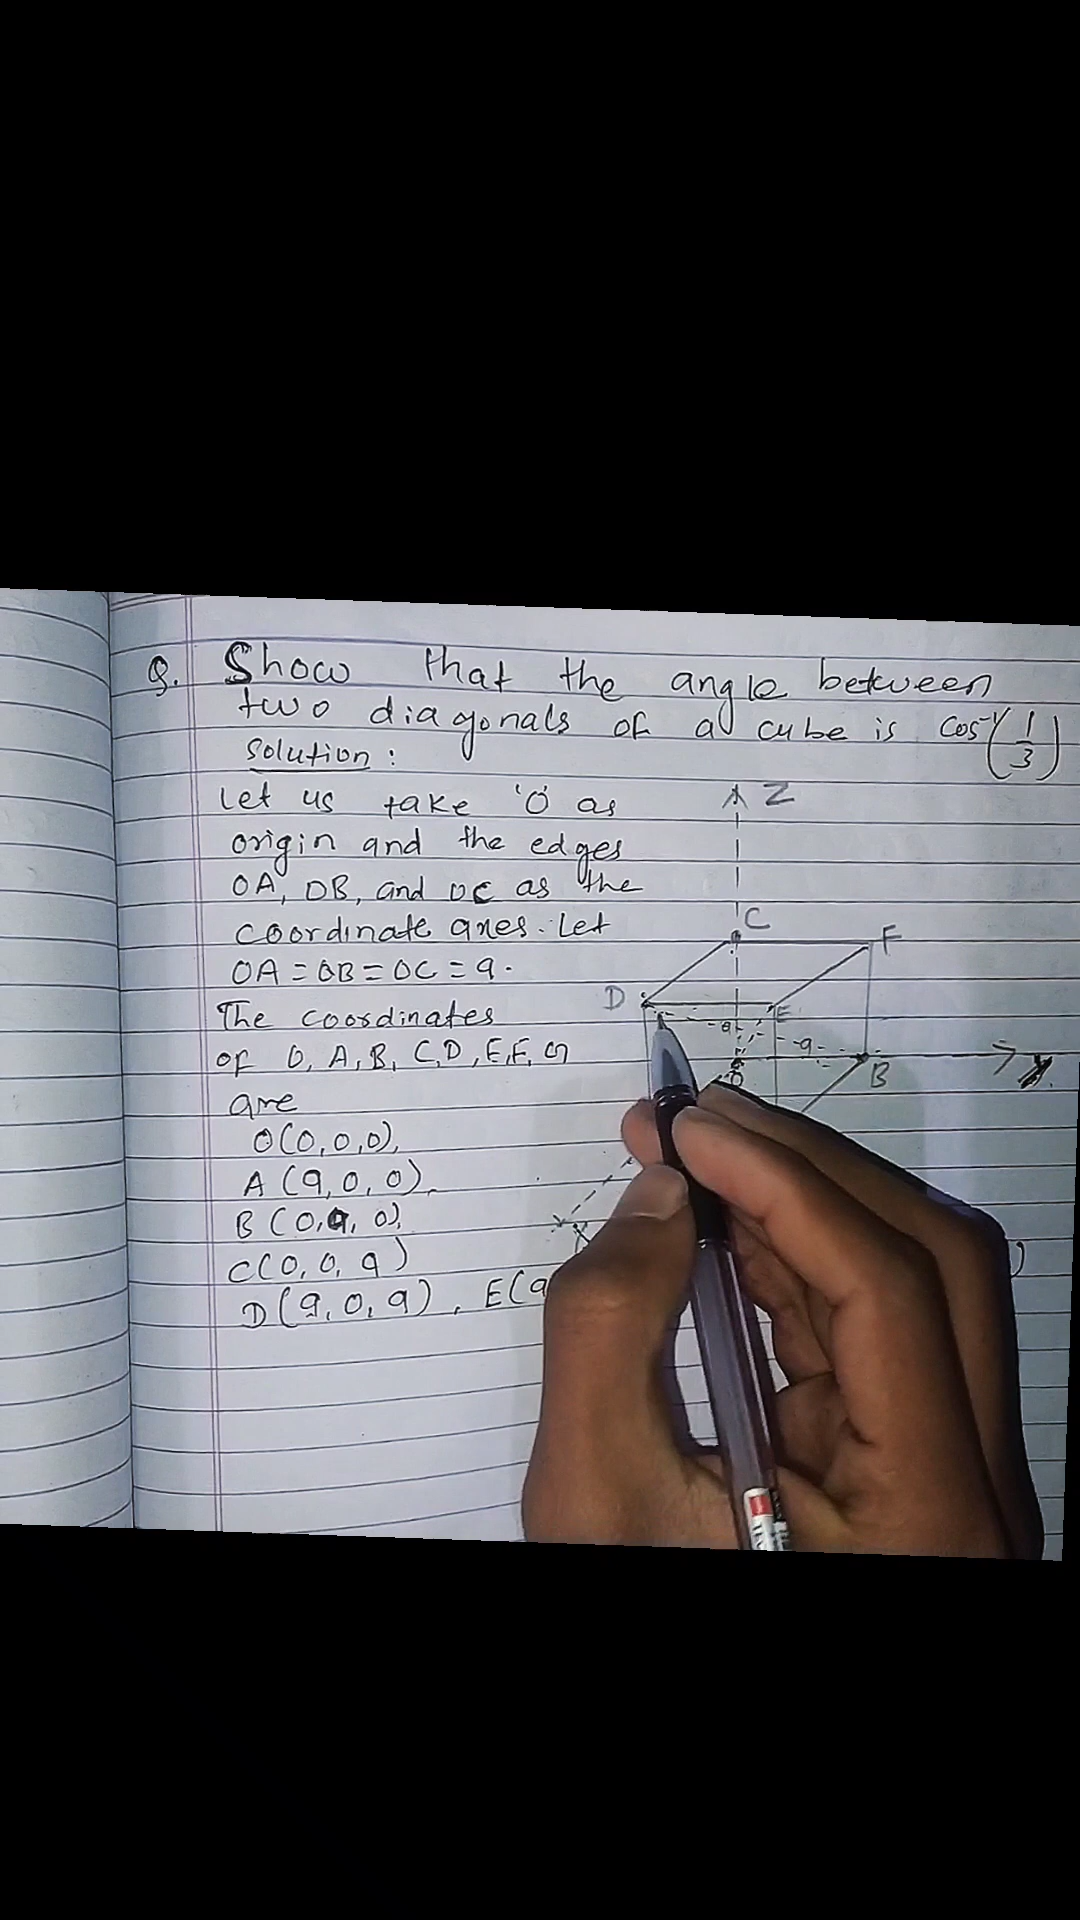 Q. Show that the angle between
two diagonals of a cube is cos⁻¹(1/3)
Solution:
Let us take 'O' as
origin and the edges
OA, OB, and OC as the
coordinate axes. Let
OA = OB = OC = a.
The coordinates
of O, A, B, C, D, E, F, G
are
O(0,0,0),
A (a, 0, 0),
B (0, a, 0),
C(0, 0, a)
D(a, 0, a), E(a
)
Z
C
F
D
E
a
a
O
B
y